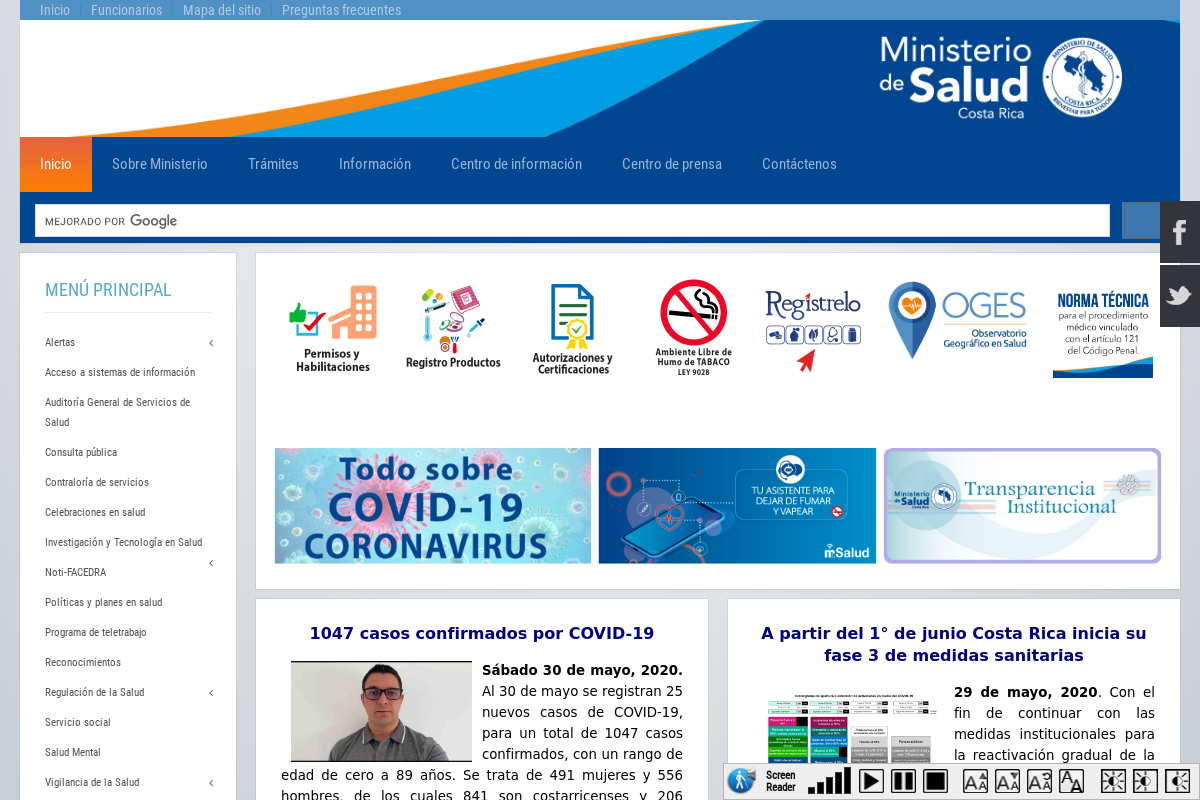 Inicio Funcionarios Mapa del sitio Preguntas frecuentes
Ministerio
de Salud
Costa Rica
MINISTERIO DE SALUD
COSTA RICA
BIENESTAR PARA TODOS
Inicio Sobre Ministerio Trámites Información Centro de información Centro de prensa Contáctenos
MEJORADO POR Google
MENÚ PRINCIPAL
Alertas
Acceso a sistemas de información
Auditoría General de Servicios de
Salud
Consulta pública
Contraloría de servicios
Celebraciones en salud
Investigación y Tecnología en Salud
Noti-FACEDRA
Políticas y planes en salud
Programa de teletrabajo
Reconocimientos
Regulación de la Salud
Servicio social
Salud Mental
Vigilancia de la Salud
Permisos y
Habilitaciones
Registro Productos
Autorizaciones y
Certificaciones
Ambiente Libre de
Humo de TABACO
LEY 9028
Regístrelo
OGES
Observatorio
Geográfico en Salud
NORMA TÉCNICA
para el procedimiento
médico vinculado
con el artículo 121
del Código Penal.
Todo sobre
COVID-19
CORONAVIRUS
TU ASISTENTE PARA
DEJAR DE FUMAR
Y VAPEAR
mSalud
Ministerio
de Salud
Costa Rica
Transparencia
Institucional
1047 casos confirmados por COVID-19
Sábado 30 de mayo, 2020.
Al 30 de mayo se registran 25
nuevos casos de COVID-19,
para un total de 1047 casos
confirmados, con un rango de
edad de cero a 89 años. Se trata de 491 mujeres y 556
hombres, de los cuales 841 son costarricenses y 206
A partir del 1° de junio Costa Rica inicia su
fase 3 de medidas sanitarias
29 de mayo, 2020. Con el
fin de continuar con las
medidas institucionales para
la reactivación gradual de la
Screen
Reader